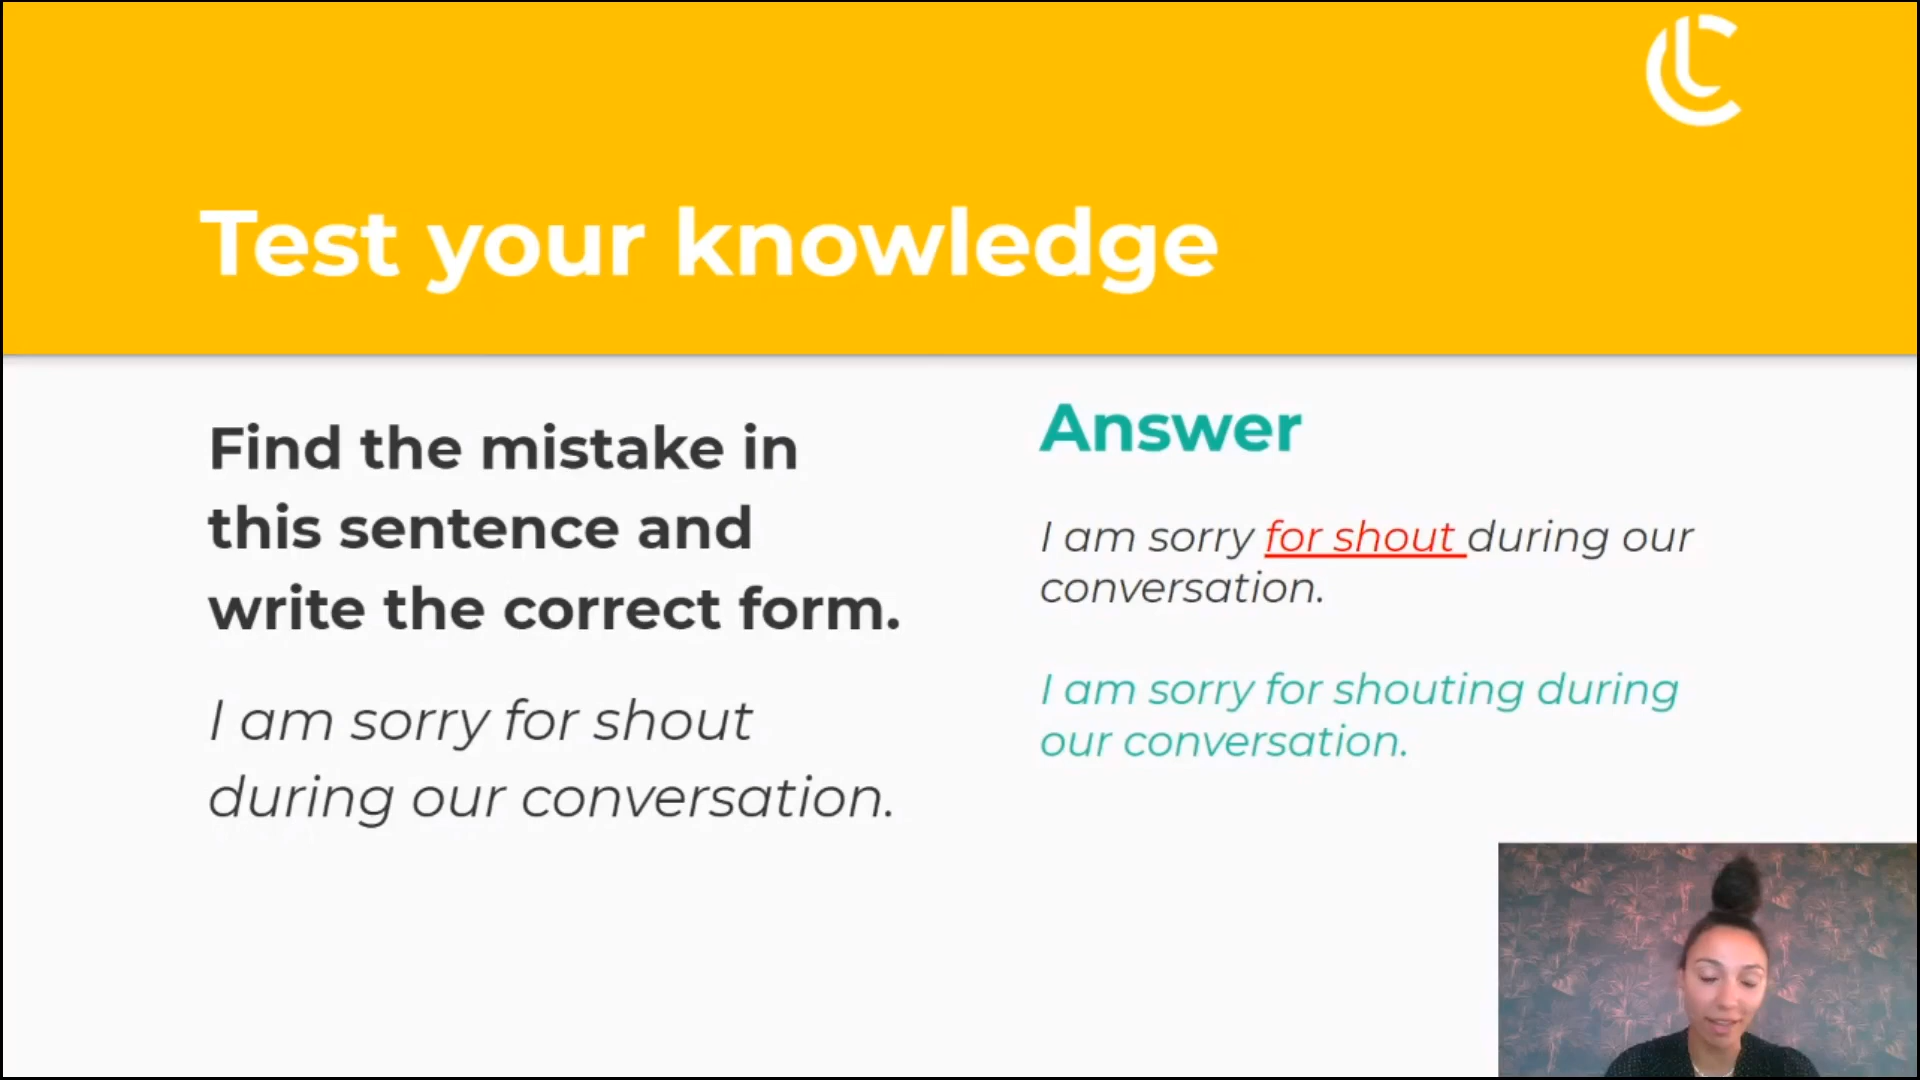 Test your knowledge
Find the mistake in
this sentence and
write the correct form.
I am sorry for shout
during our conversation.
Answer
I am sorry for shout during our
conversation.
I am sorry for shouting during
our conversation.